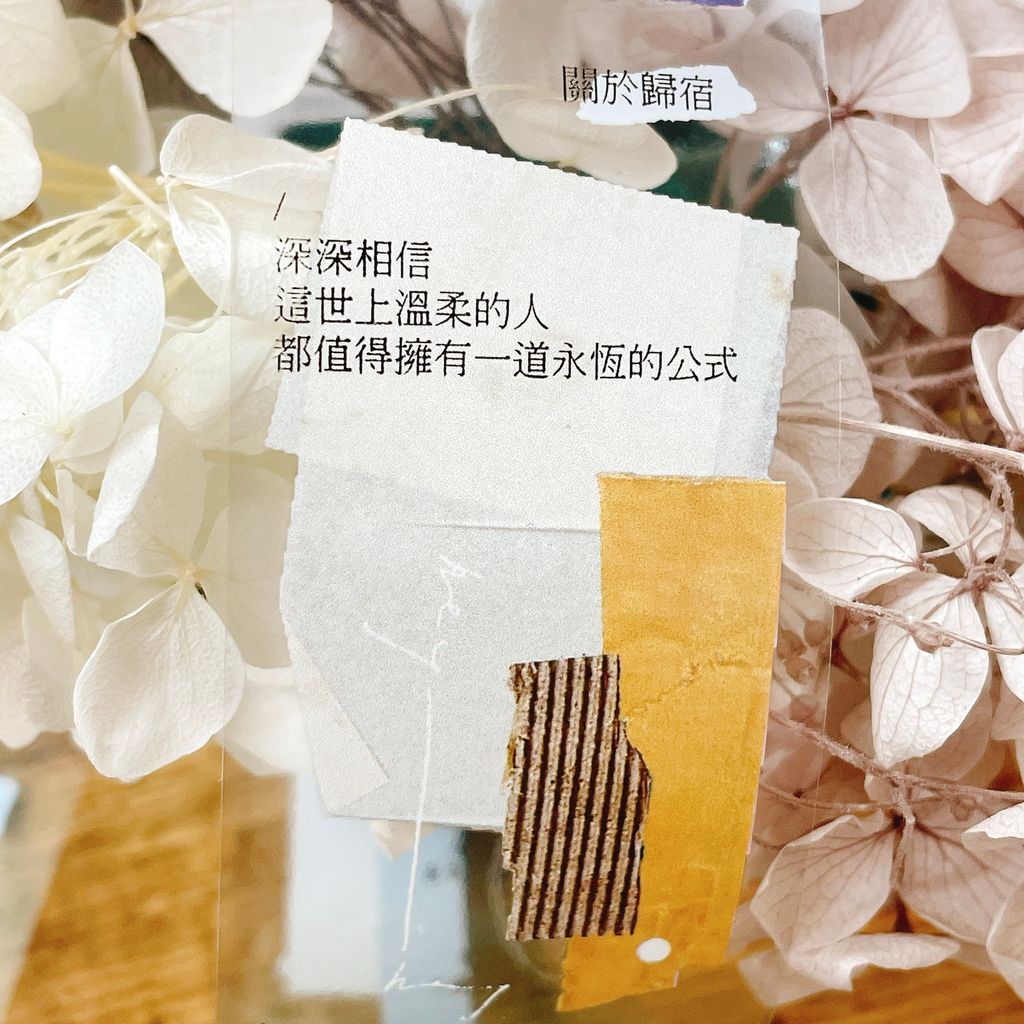 關於歸宿
/
深深相信
這世上溫柔的人
都值得擁有一道永恆的公式